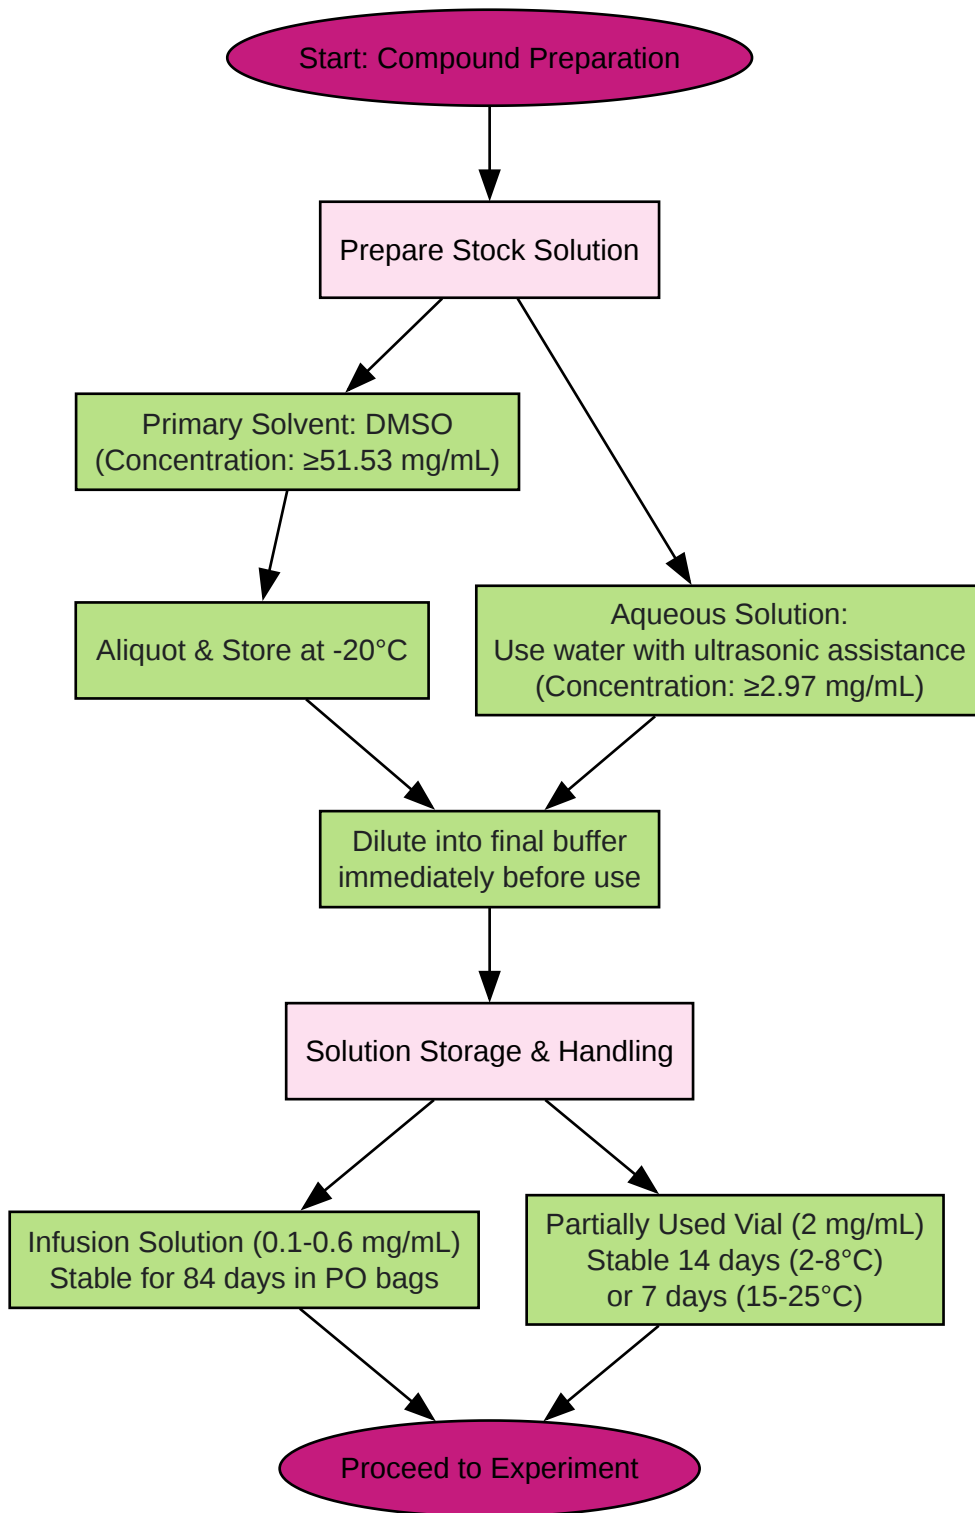 Start: Compound Preparation
Prepare Stock Solution
Primary Solvent: DMSO
(Concentration: ≥51.53 mg/mL)
Aliquot & Store at -20°C
Aqueous Solution:
Use water with ultrasonic assistance
(Concentration: ≥2.97 mg/mL)
Dilute into final buffer
immediately before use
Solution Storage & Handling
Infusion Solution (0.1-0.6 mg/mL)
Stable for 84 days in PO bags
Partially Used Vial (2 mg/mL)
Stable 14 days (2-8°C)
or 7 days (15-25°C)
Proceed to Experiment